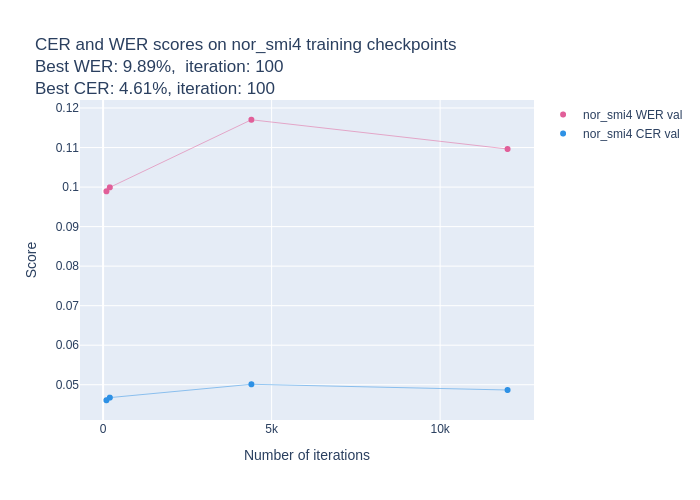 CER and WER scores on nor_smi4 training checkpoints
Best WER: 9.89%,  iteration: 100
Best CER: 4.61%, iteration: 100
nor_smi4 WER val
nor_smi4 CER val
0.12
0.11
0.1
0.09
0.08
0.07
0.06
0.05
Score
0
5k
10k
Number of iterations